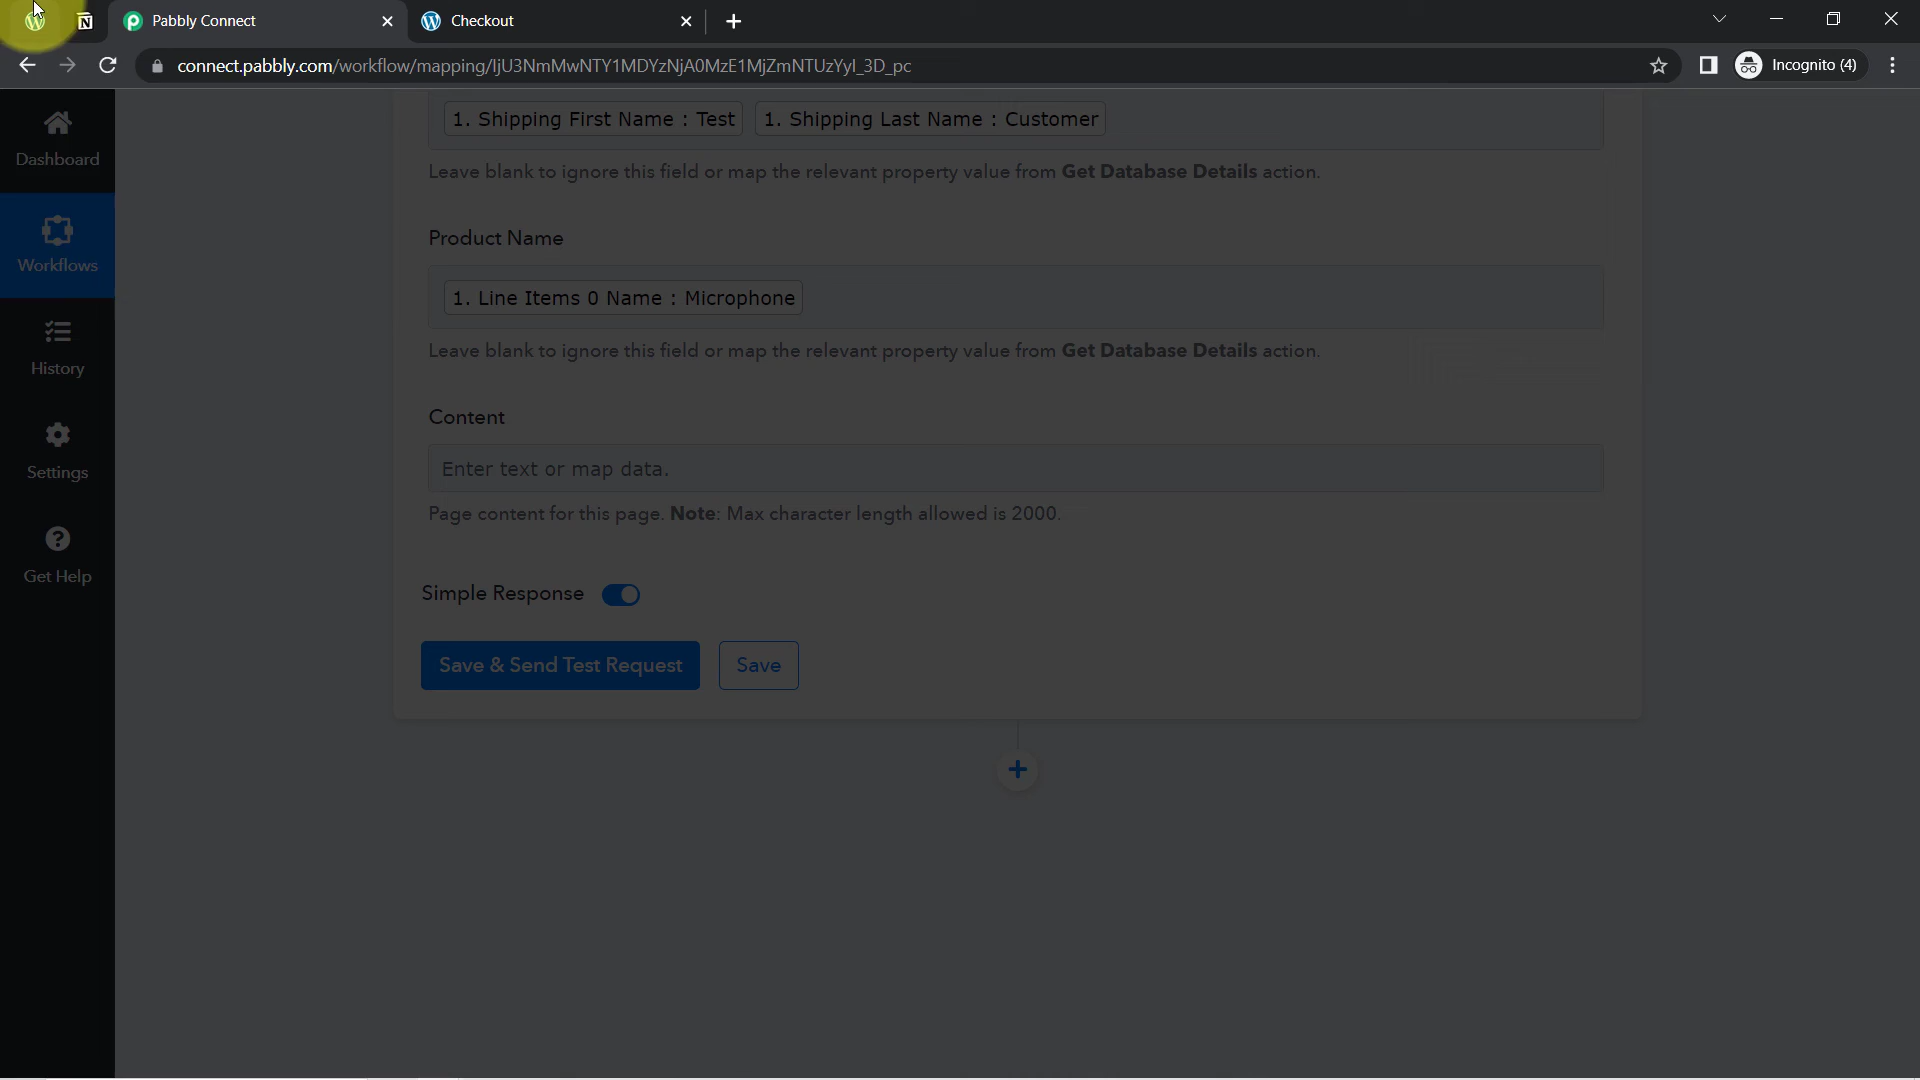 Pabbly Connect
Checkout
connect.pabbly.com/workflow/mapping/IjU3NmMwNTY1MDYzNjA0MzE1MjZmNTUzYyI_3D_pc
Incognito (4)
Dashboard
Workflows
History
Settings
Get Help
1. Shipping First Name : Test 1. Shipping Last Name : Customer
Leave blank to ignore this field or map the relevant property value from Get Database Details action.
Product Name
1. Line Items 0 Name : Microphone
Leave blank to ignore this field or map the relevant property value from Get Database Details action.
Content
Enter text or map data.
Page content for this page. Note: Max character length allowed is 2000.
Simple Response
Save & Send Test Request
Save